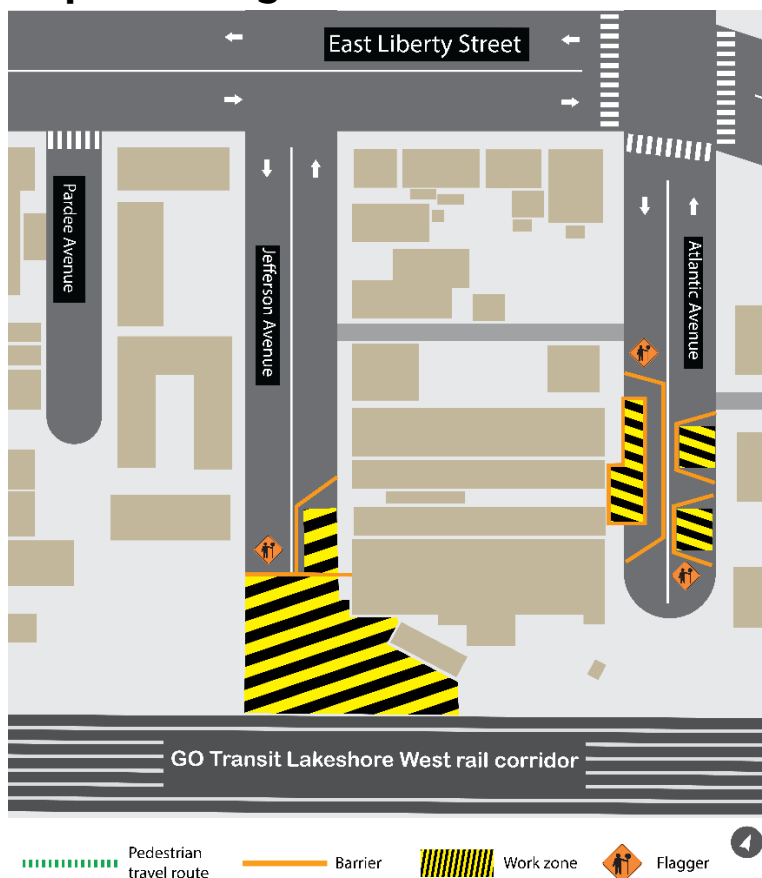 East Liberty Street
Pardee Avenue
Jefferson Avenue
Atlantic Avenue
GO Transit Lakeshore West rail corridor
Pedestrian
travel route
Barrier
Work zone
Flagger